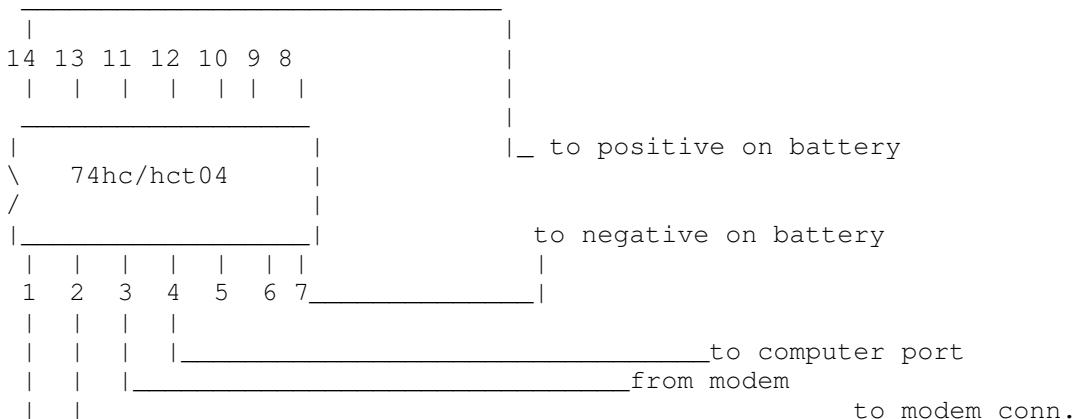 14 13 11 12 10 9 8
to positive on battery
74hc/hct04
to negative on battery
1 2 3 4 5 6 7
to computer port
from modem
to modem conn.